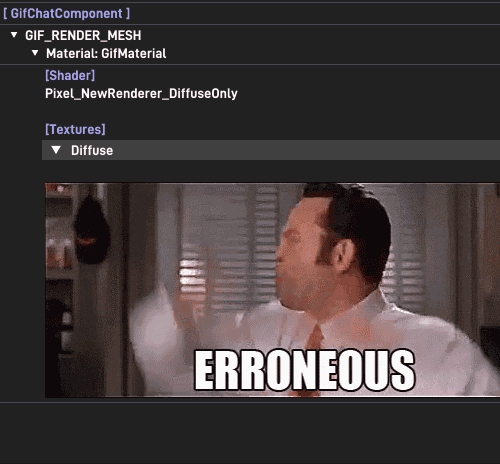 [ GifChatComponent ]
GIF_RENDER_MESH
Material: GifMaterial
[Shader]
Pixel_NewRenderer_DiffuseOnly
[Textures]
Diffuse
ERRONEOUS